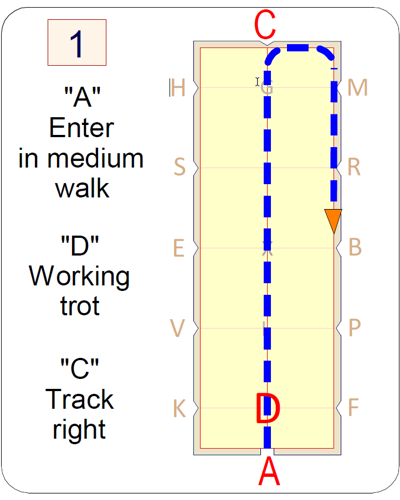 1
"A"
Enter
in medium
walk
"D"
Working
trot
"C"
Track
right
C
H G M
S R
E X B
V P
K D F
A